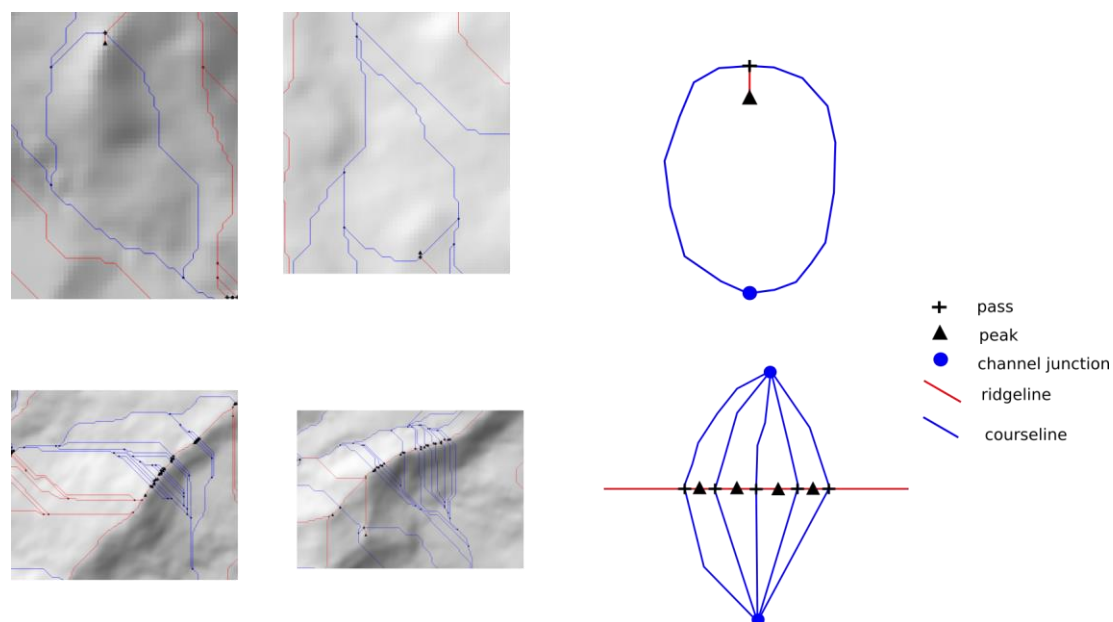 pass
peak
channel junction
ridgeline
courseline